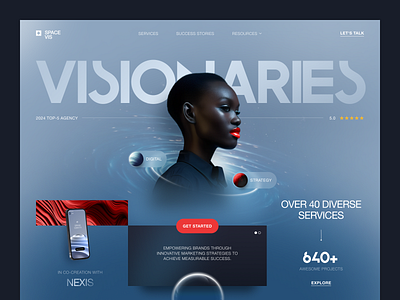 SPACE
VIS
SERVICES
SUCCESS STORIES
RESOURCES
LET'S TALK
VISIONARIES
2024 TOP-5 AGENCY
5.0
DIGITAL
STRATEGY
OVER 40 DIVERSE
SERVICES
GET STARTED
EMPOWERING BRANDS THROUGH
INNOVATIVE MARKETING STRATEGIES TO
ACHIEVE MEASURABLE SUCCESS.
640+
AWESOME PROJECTS
EXPLORE
IN CO-CREATION WITH
NEXIS